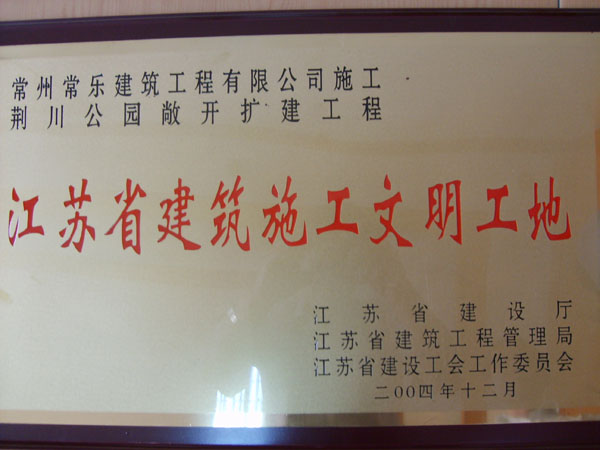 常州常乐建筑工程有限公司施工
荆川公园敞开扩建工程
江苏省建筑施工文明工地
江苏省建设厅
江苏省建筑工程管理局
江苏省建设工会工作委员会
二00四年十二月